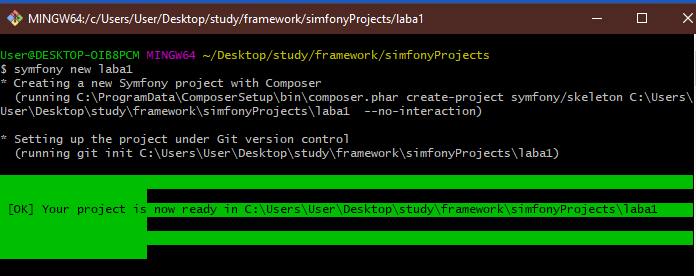 MINGW64:/c/Users/User/Desktop/study/framework/simfonyProjects/laba1
User@DESKTOP-OIB8PCM MINGW64 ~/Desktop/study/framework/simfonyProjects
$ symfony new laba1
* Creating a new Symfony project with Composer
(running C:\ProgramData\ComposerSetup\bin\composer.phar create-project symfony/skeleton C:\Users\
User\Desktop\study\framework\simfonyProjects\laba1  --no-interaction)
* Setting up the project under Git version control
(running git init C:\Users\User\Desktop\study\framework\simfonyProjects\laba1)
[OK] Your project is now ready in C:\Users\User\Desktop\study\framework\simfonyProjects\laba1